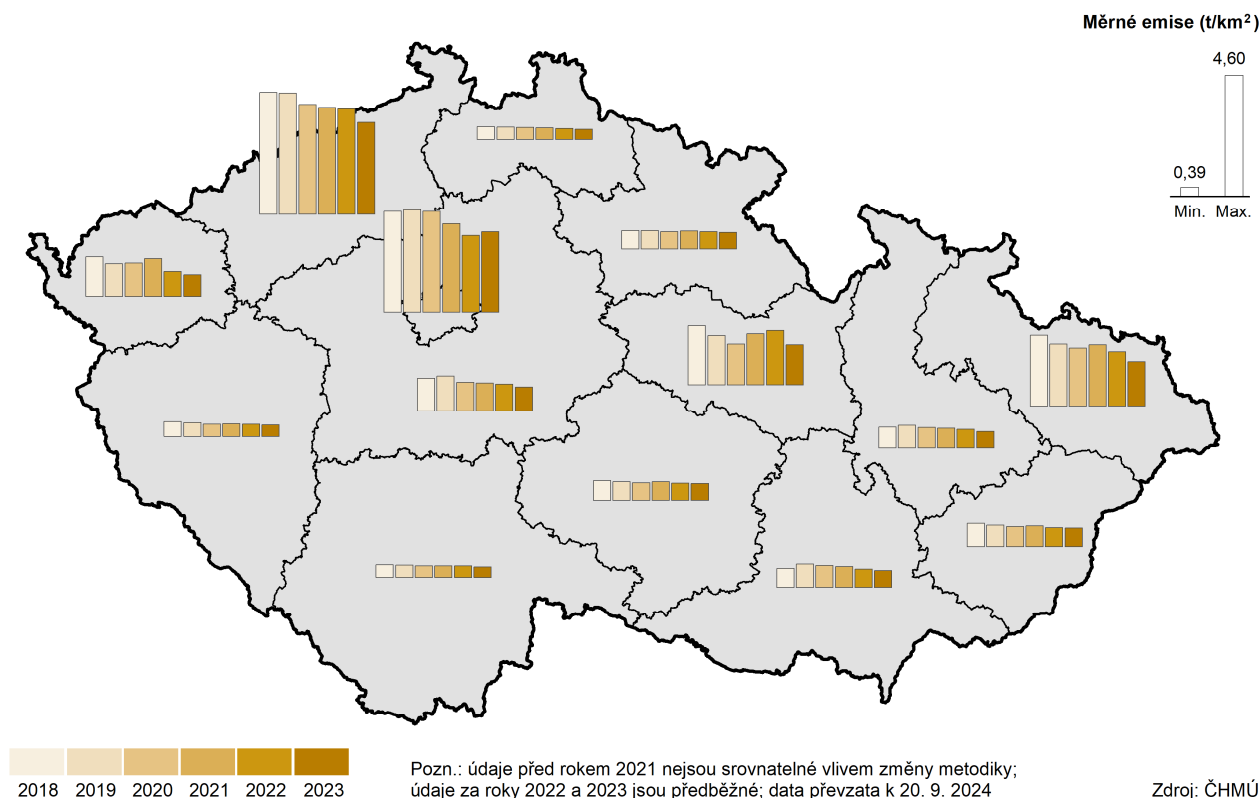 Měrné emise (t/km²)
4,60
0,39
Min. Max.
2018 2019 2020 2021 2022 2023
Pozn.: údaje před rokem 2021 nejsou srovnatelné vlivem změny metodiky;
údaje za roky 2022 a 2023 jsou předběžné; data převzata k 20. 9. 2024
Zdroj: ČHMÚ